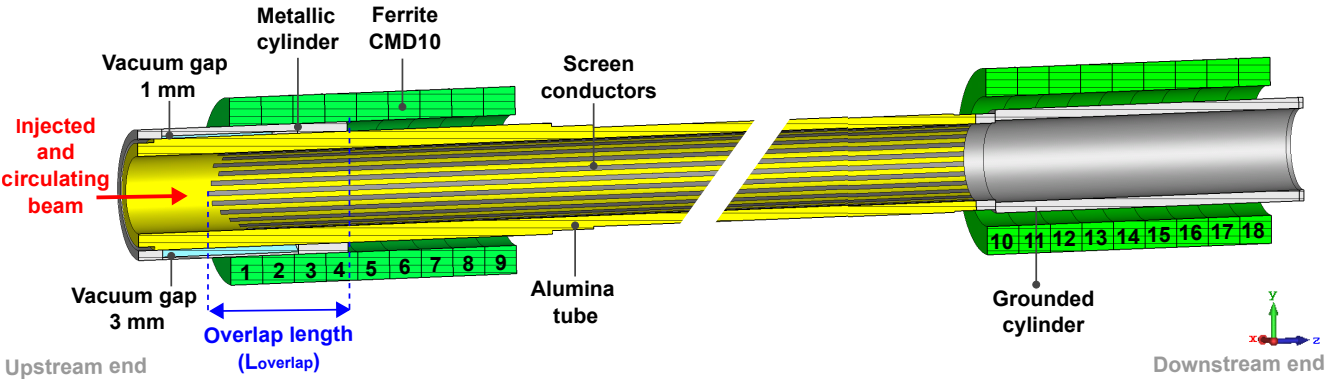 Metallic
cylinder
Ferrite
CMD10
Vacuum gap
1 mm
Screen
conductors
Injected
and
circulating
beam
1 2 3 4 5 6 7 8 9
10 11 12 13 14 15 16 17 18
Vacuum gap
3 mm
Overlap length
(Loverlap)
Alumina
tube
Grounded
cylinder
y
x
z
Upstream end
Downstream end